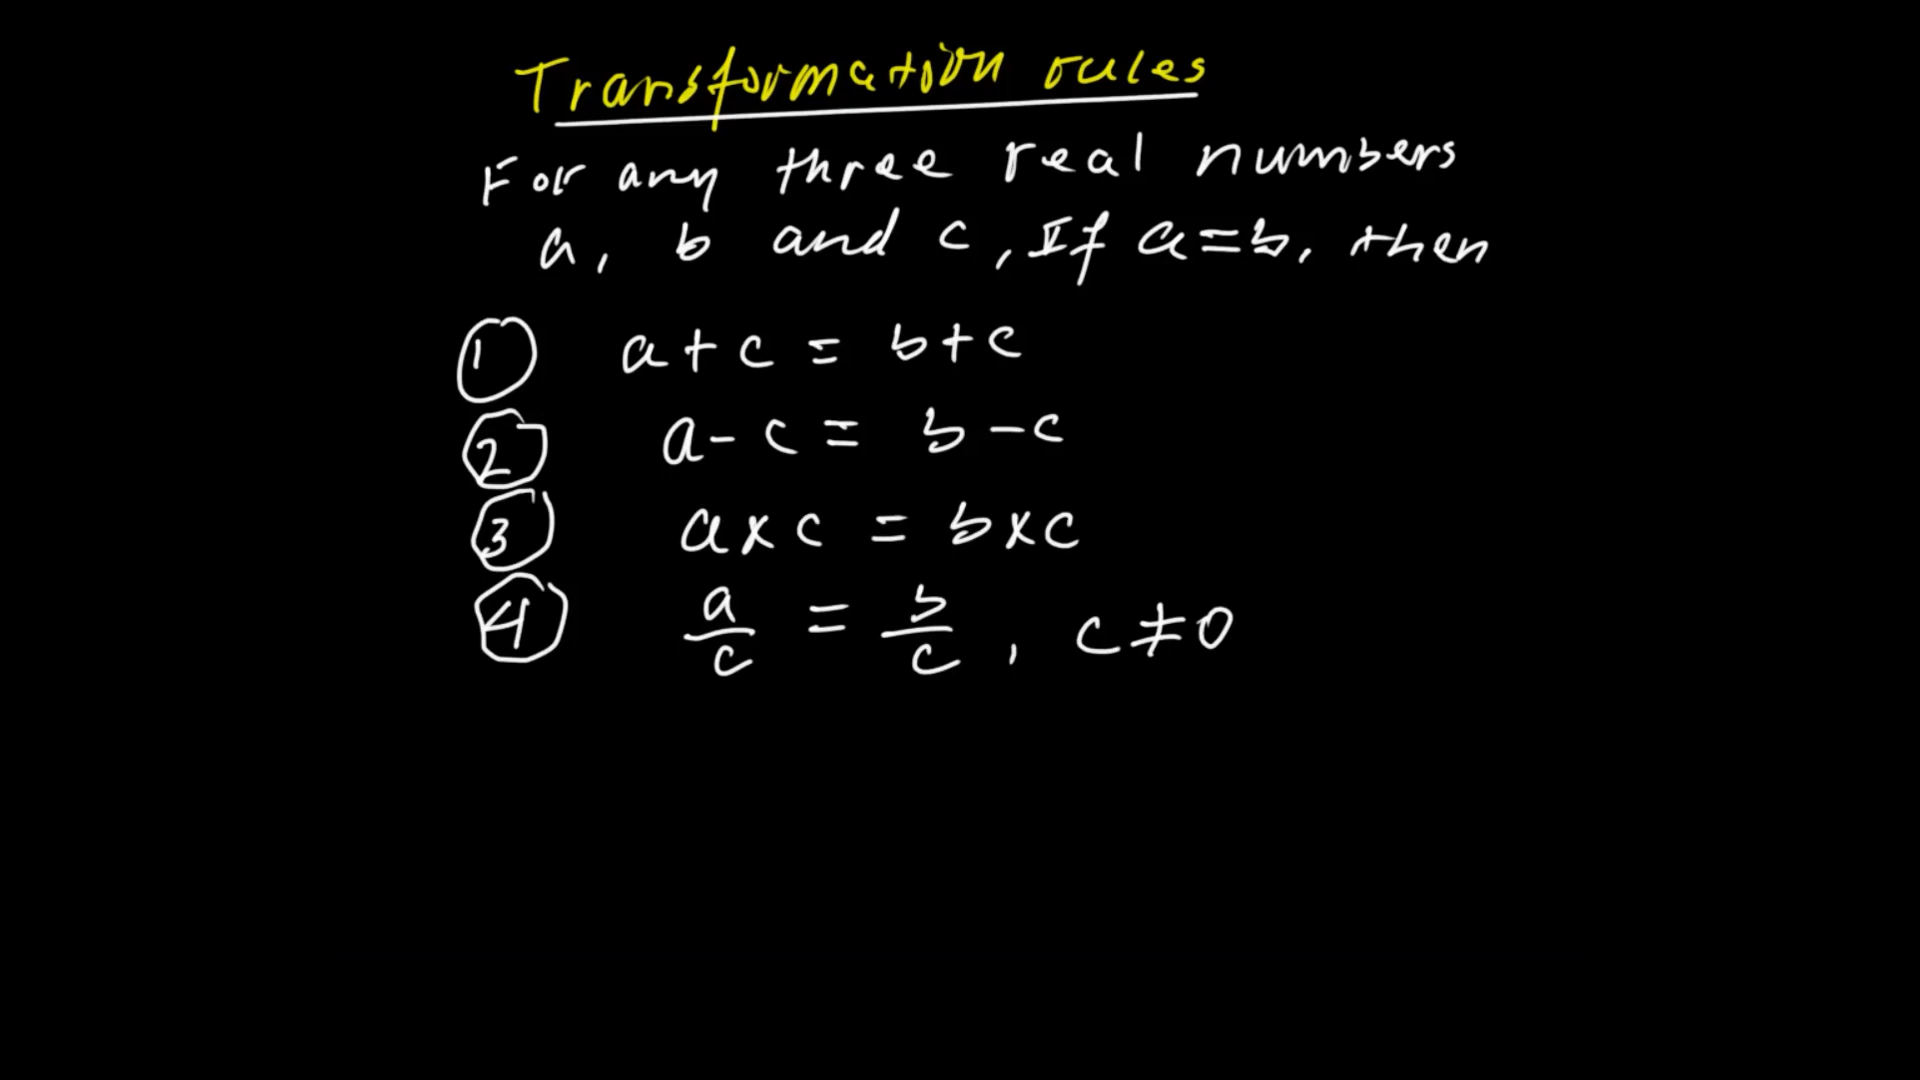 Transformation rules
For any three real numbers
a, b and c, If a=b, then
① a+c = b+c
② a-c = b-c
③ a×c = b×c
④ a/c = b/c, c≠0